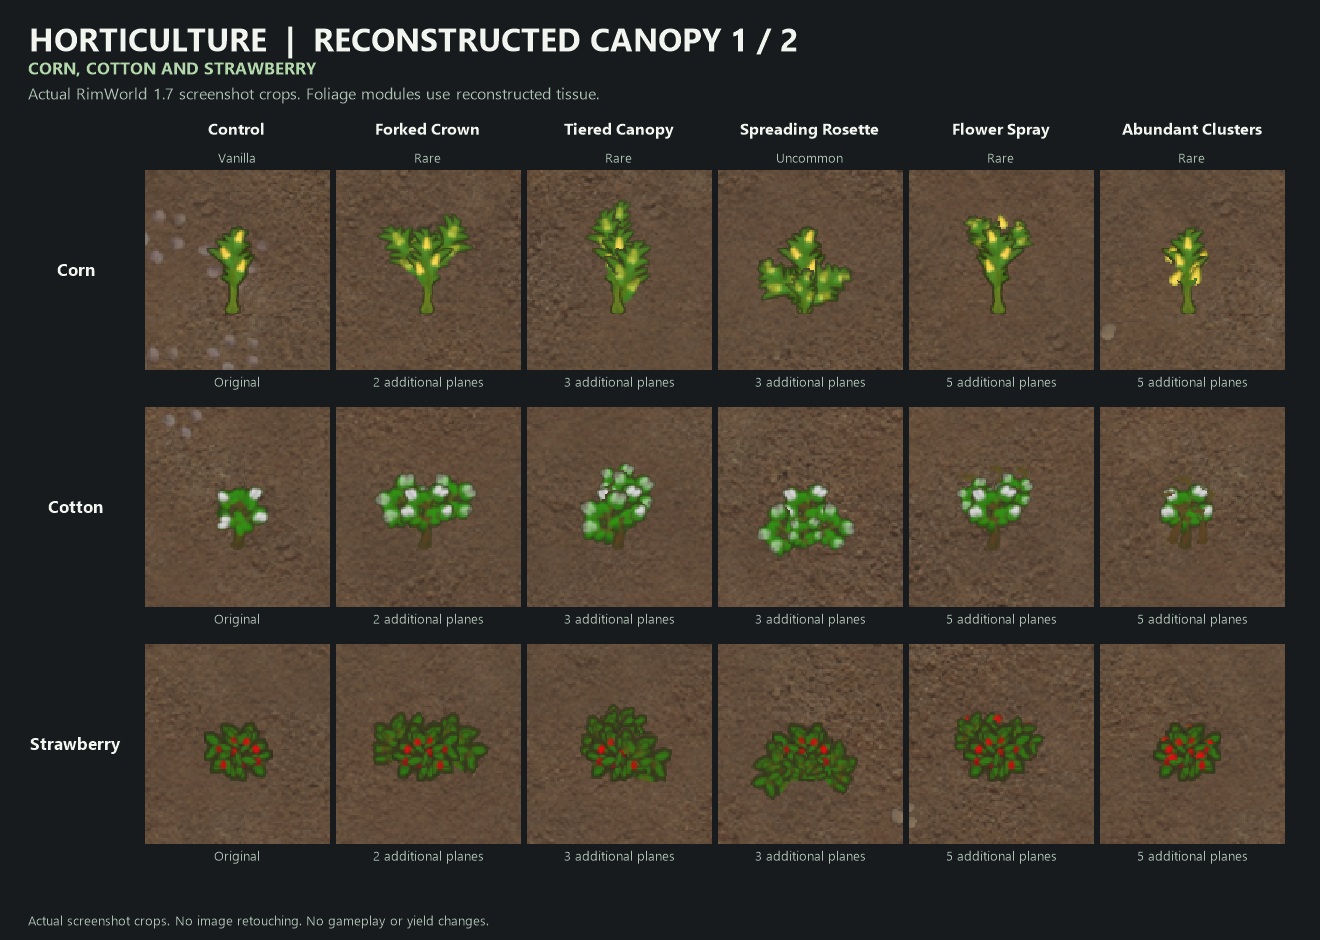 HORTICULTURE | RECONSTRUCTED CANOPY 1 / 2
CORN, COTTON AND STRAWBERRY
Actual RimWorld 1.7 screenshot crops. Foliage modules use reconstructed tissue.
Control Forked Crown Tiered Canopy Spreading Rosette Flower Spray Abundant Clusters
Vanilla Rare Rare Uncommon Rare Rare
Corn
Original 2 additional planes 3 additional planes 3 additional planes 5 additional planes 5 additional planes
Cotton
Original 2 additional planes 3 additional planes 3 additional planes 5 additional planes 5 additional planes
Strawberry
Original 2 additional planes 3 additional planes 3 additional planes 5 additional planes 5 additional planes
Actual screenshot crops. No image retouching. No gameplay or yield changes.